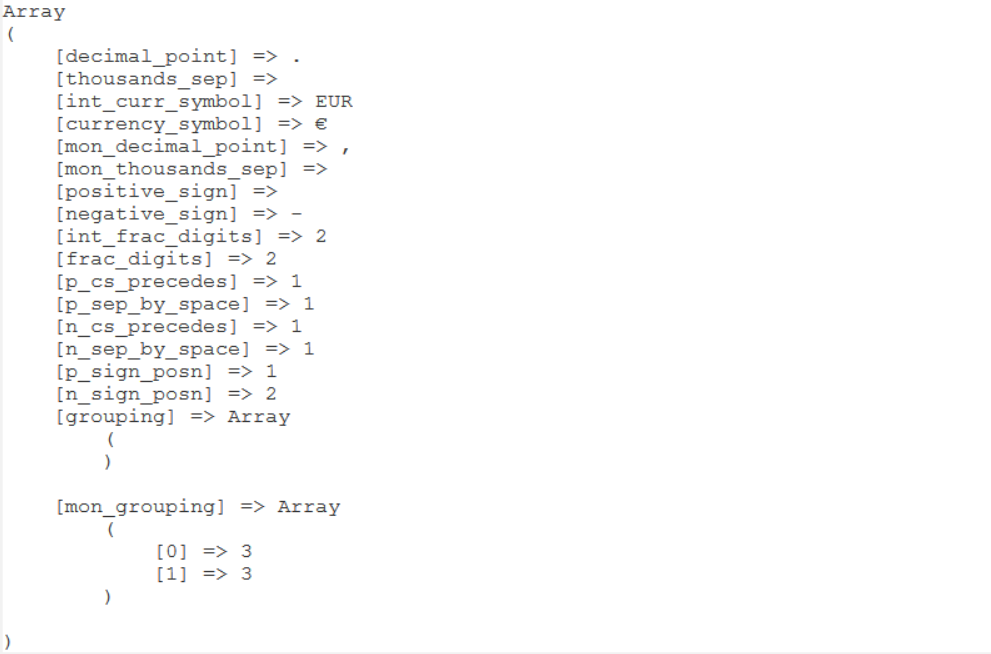 Array
(
    [decimal_point] => .
    [thousands_sep] =>
    [int_curr_symbol] => EUR
    [currency_symbol] => €
    [mon_decimal_point] => ,
    [mon_thousands_sep] =>
    [positive_sign] =>
    [negative_sign] => -
    [int_frac_digits] => 2
    [frac_digits] => 2
    [p_cs_precedes] => 1
    [p_sep_by_space] => 1
    [n_cs_precedes] => 1
    [n_sep_by_space] => 1
    [p_sign_posn] => 1
    [n_sign_posn] => 2
    [grouping] => Array
        (
        )
    [mon_grouping] => Array
        (
            [0] => 3
            [1] => 3
        )
)